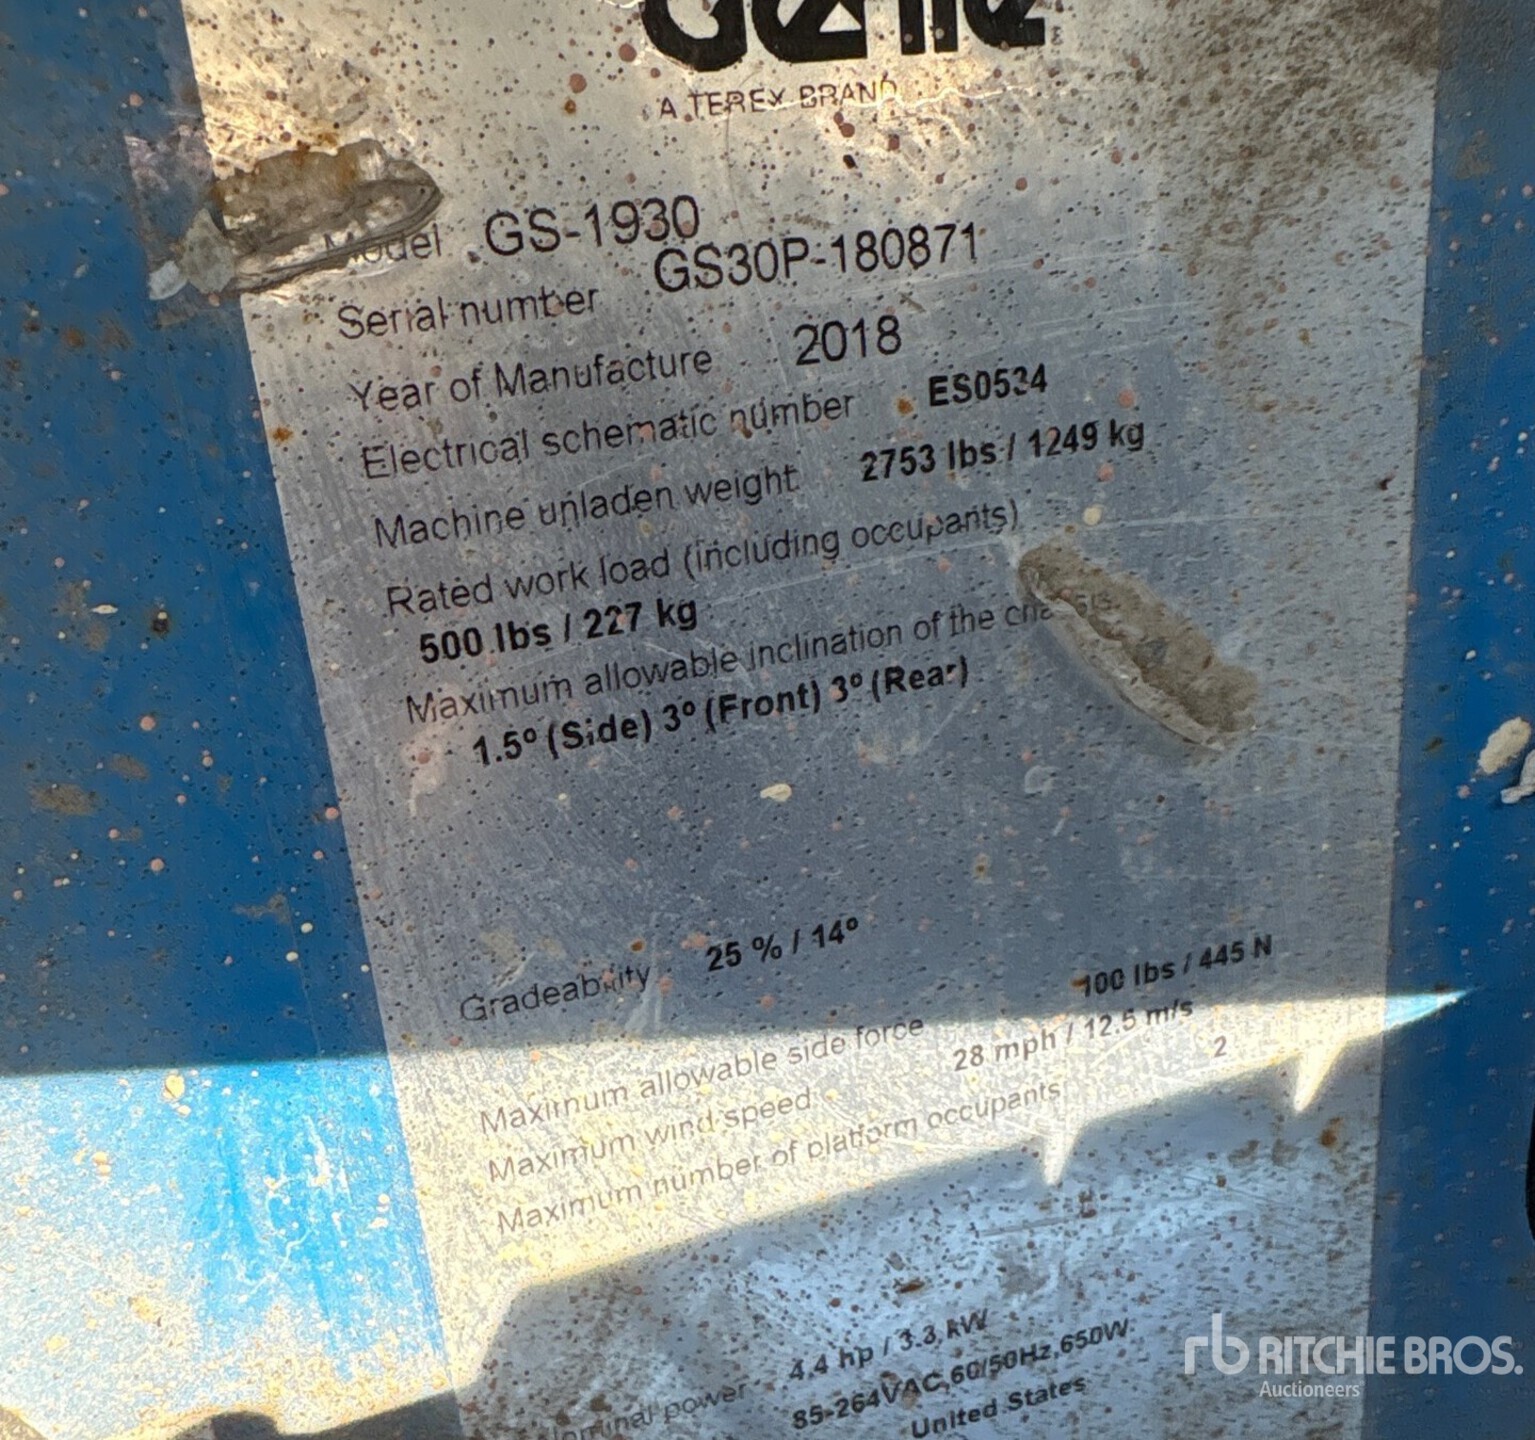 Genie
A TEREX BRAND
Model GS-1930
Serial number GS30P-180871
Year of Manufacture 2018
Electrical schematic number ES0534
Machine unladen weight 2753 lbs / 1249 kg
Rated work load (including occupants)
500 lbs / 227 kg
Maximum allowable inclination of the chassis
1.5° (Side) 3° (Front) 3° (Rear)
Gradeability 25 % / 14°
Maximum allowable side force 100 lbs / 445 N
Maximum wind speed 28 mph / 12.5 m/s
Maximum number of platform occupants 2
Nominal power 4.4 hp / 3.3 kW
85-264VAC,60/50Hz,650W
United States
rb RITCHIE BROS.
Auctioneers